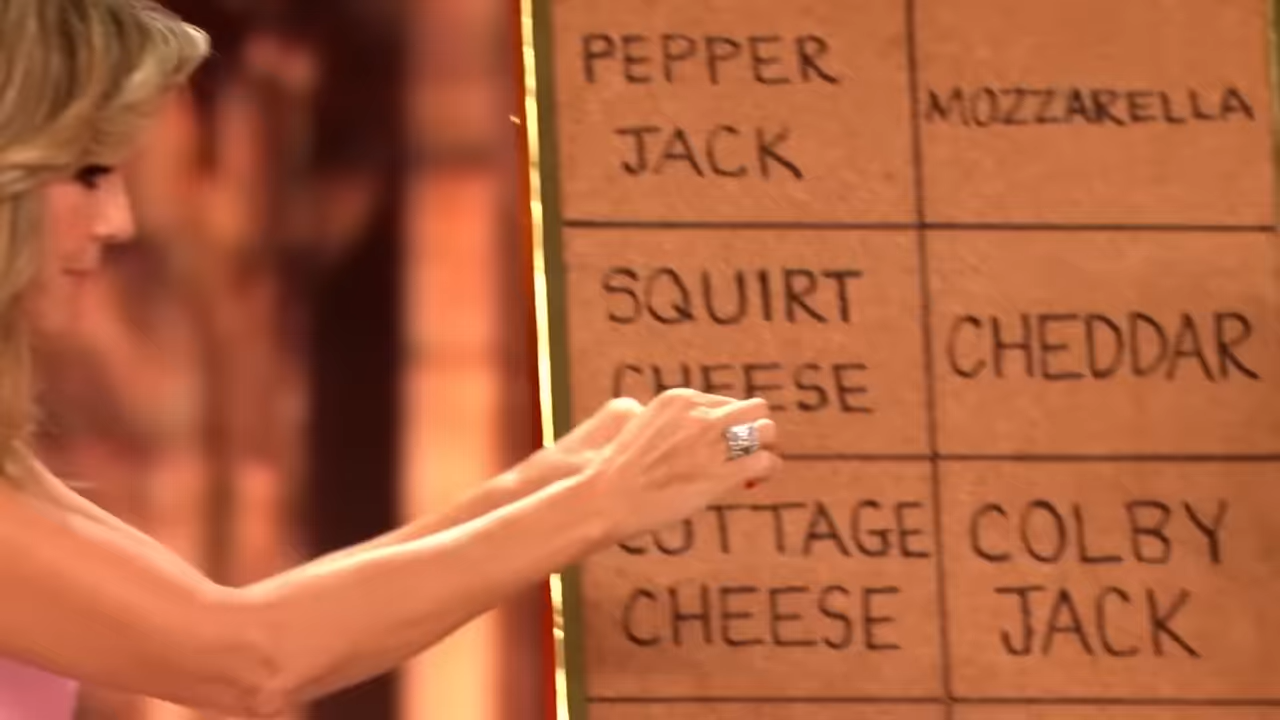 PEPPER
JACK
MOZZARELLA
SQUIRT
CHEESE
CHEDDAR
COTTAGE
CHEESE
COLBY
JACK